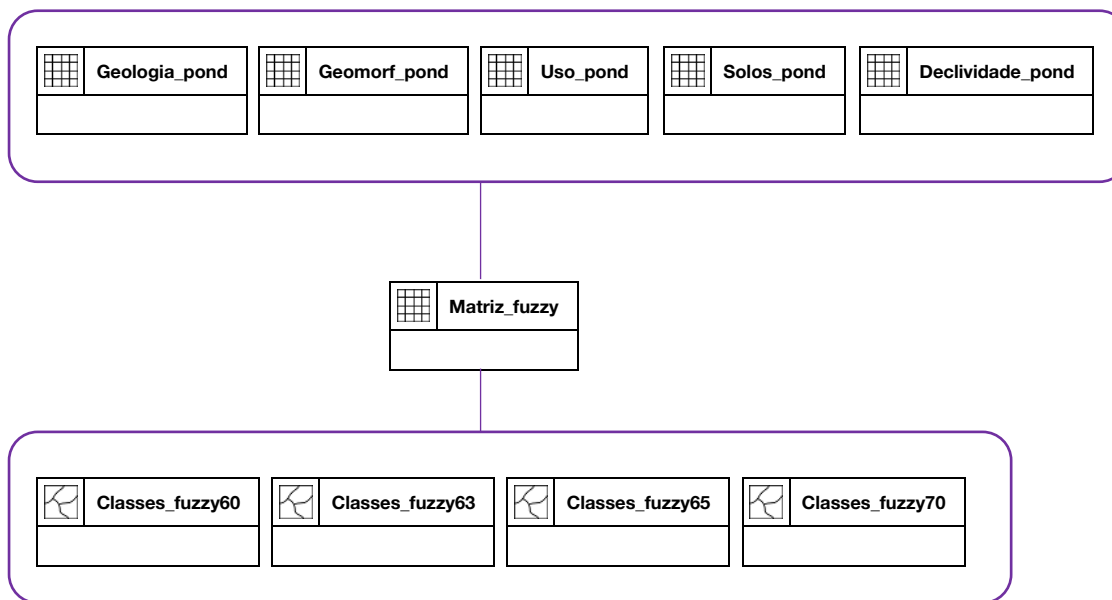 Geologia_pond
Geomorf_pond
Uso_pond
Solos_pond
Declividade_pond
Matriz_fuzzy
Classes_fuzzy60
Classes_fuzzy63
Classes_fuzzy65
Classes_fuzzy70